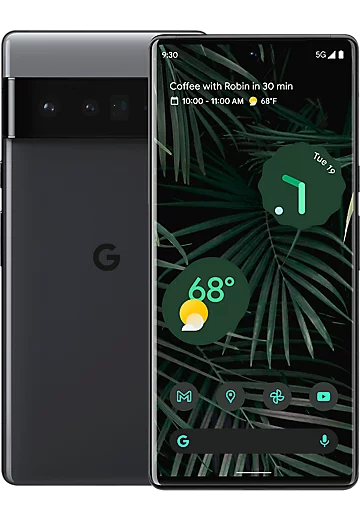 9:30
5G
Coffee with Robin in 30 min
10:00 - 11:00 AM 68°F
Tue 19
68°
G
G